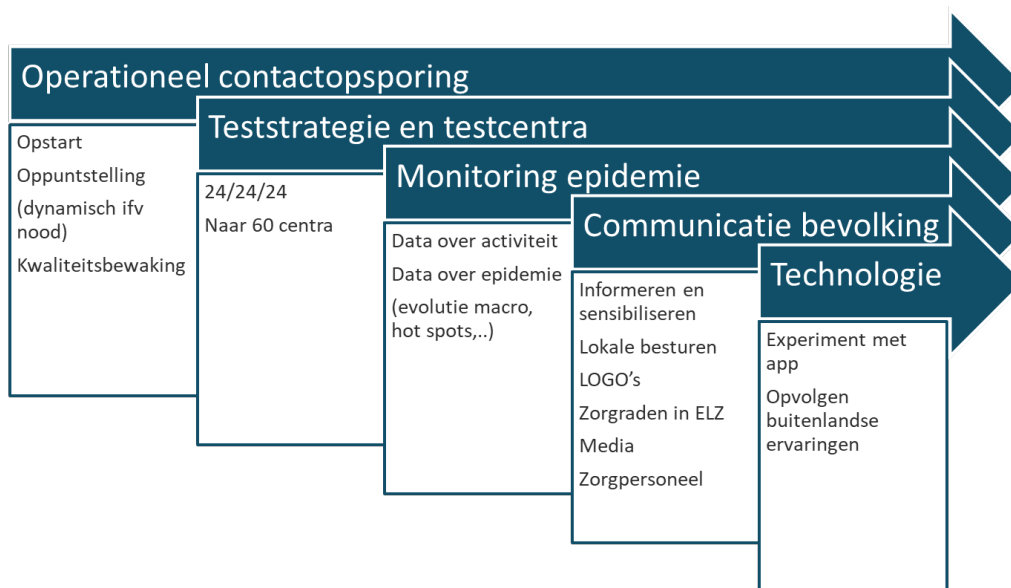 Operationeel contactopsporing
Opstart
Oppuntstelling
(dynamisch ifv
nood)
Kwaliteitsbewaking
Teststrategie en testcentra
24/24/24
Naar 60 centra
Monitoring epidemie
Data over activiteit
Data over epidemie
(evolutie macro,
hot spots,..)
Communicatie bevolking
Informeren en
sensibiliseren
Lokale besturen
LOGO’s
Zorgraden in ELZ
Media
Zorgpersoneel
Technologie
Experiment met
app
Opvolgen
buitenlandse
ervaringen